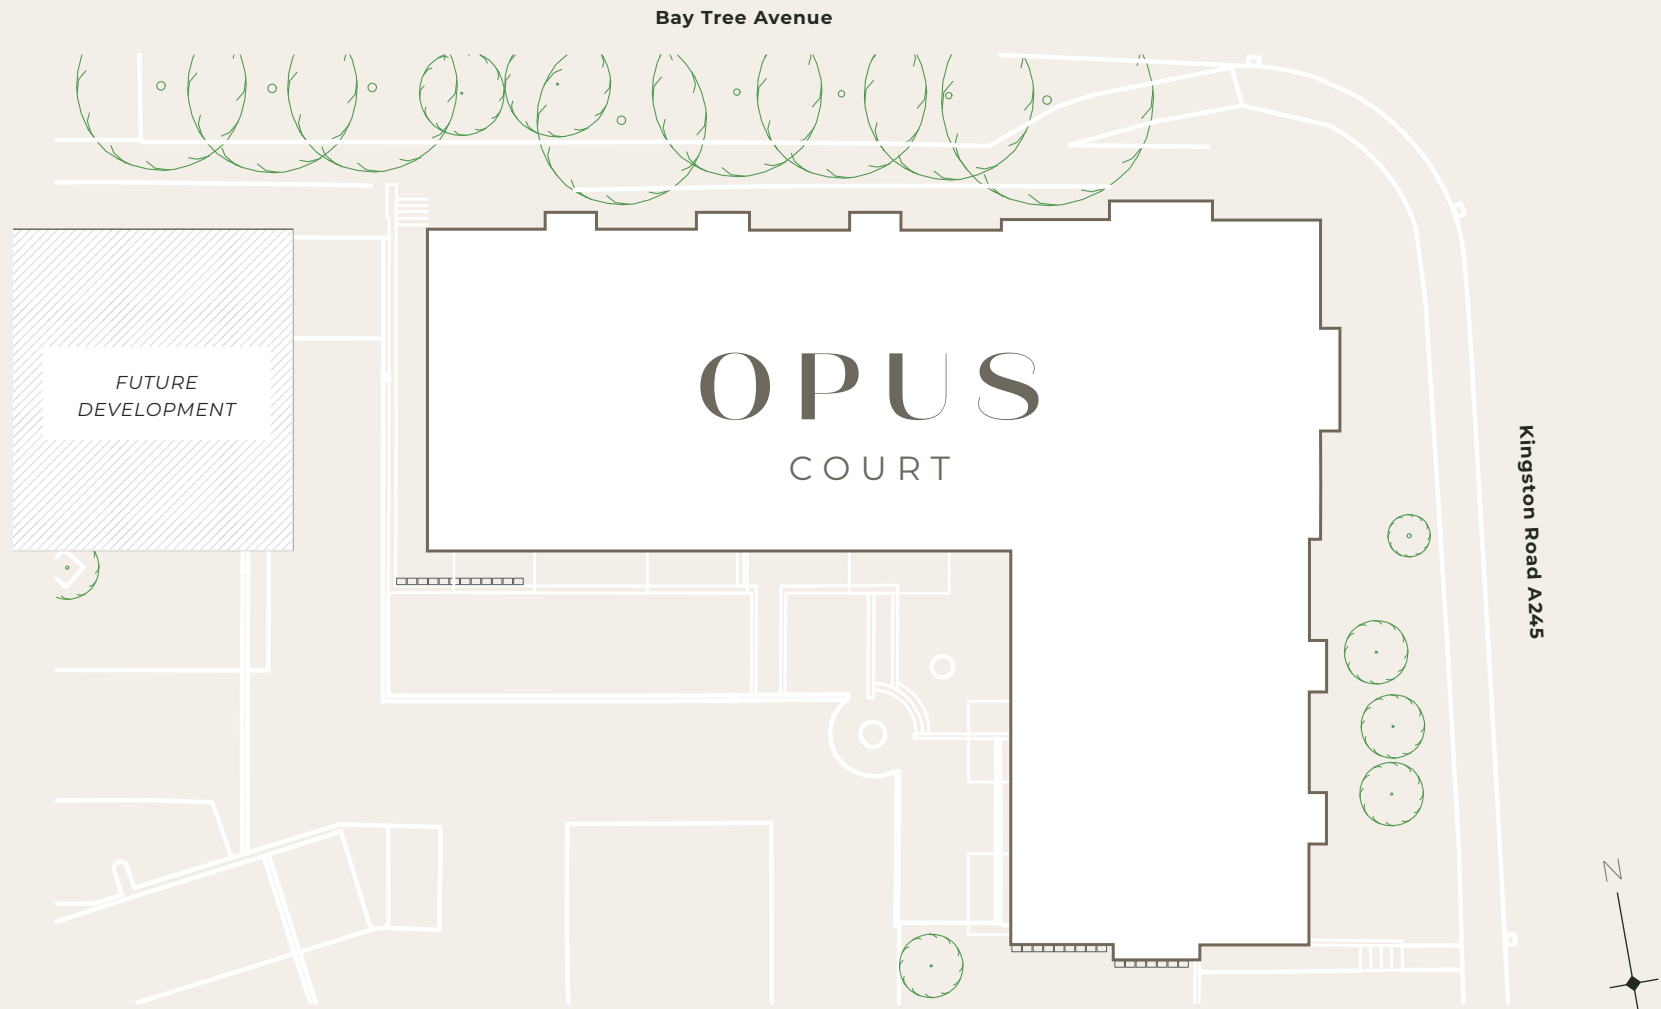 Bay Tree Avenue
FUTURE
DEVELOPMENT
OPUS
COURT
Kingston Road A245
N